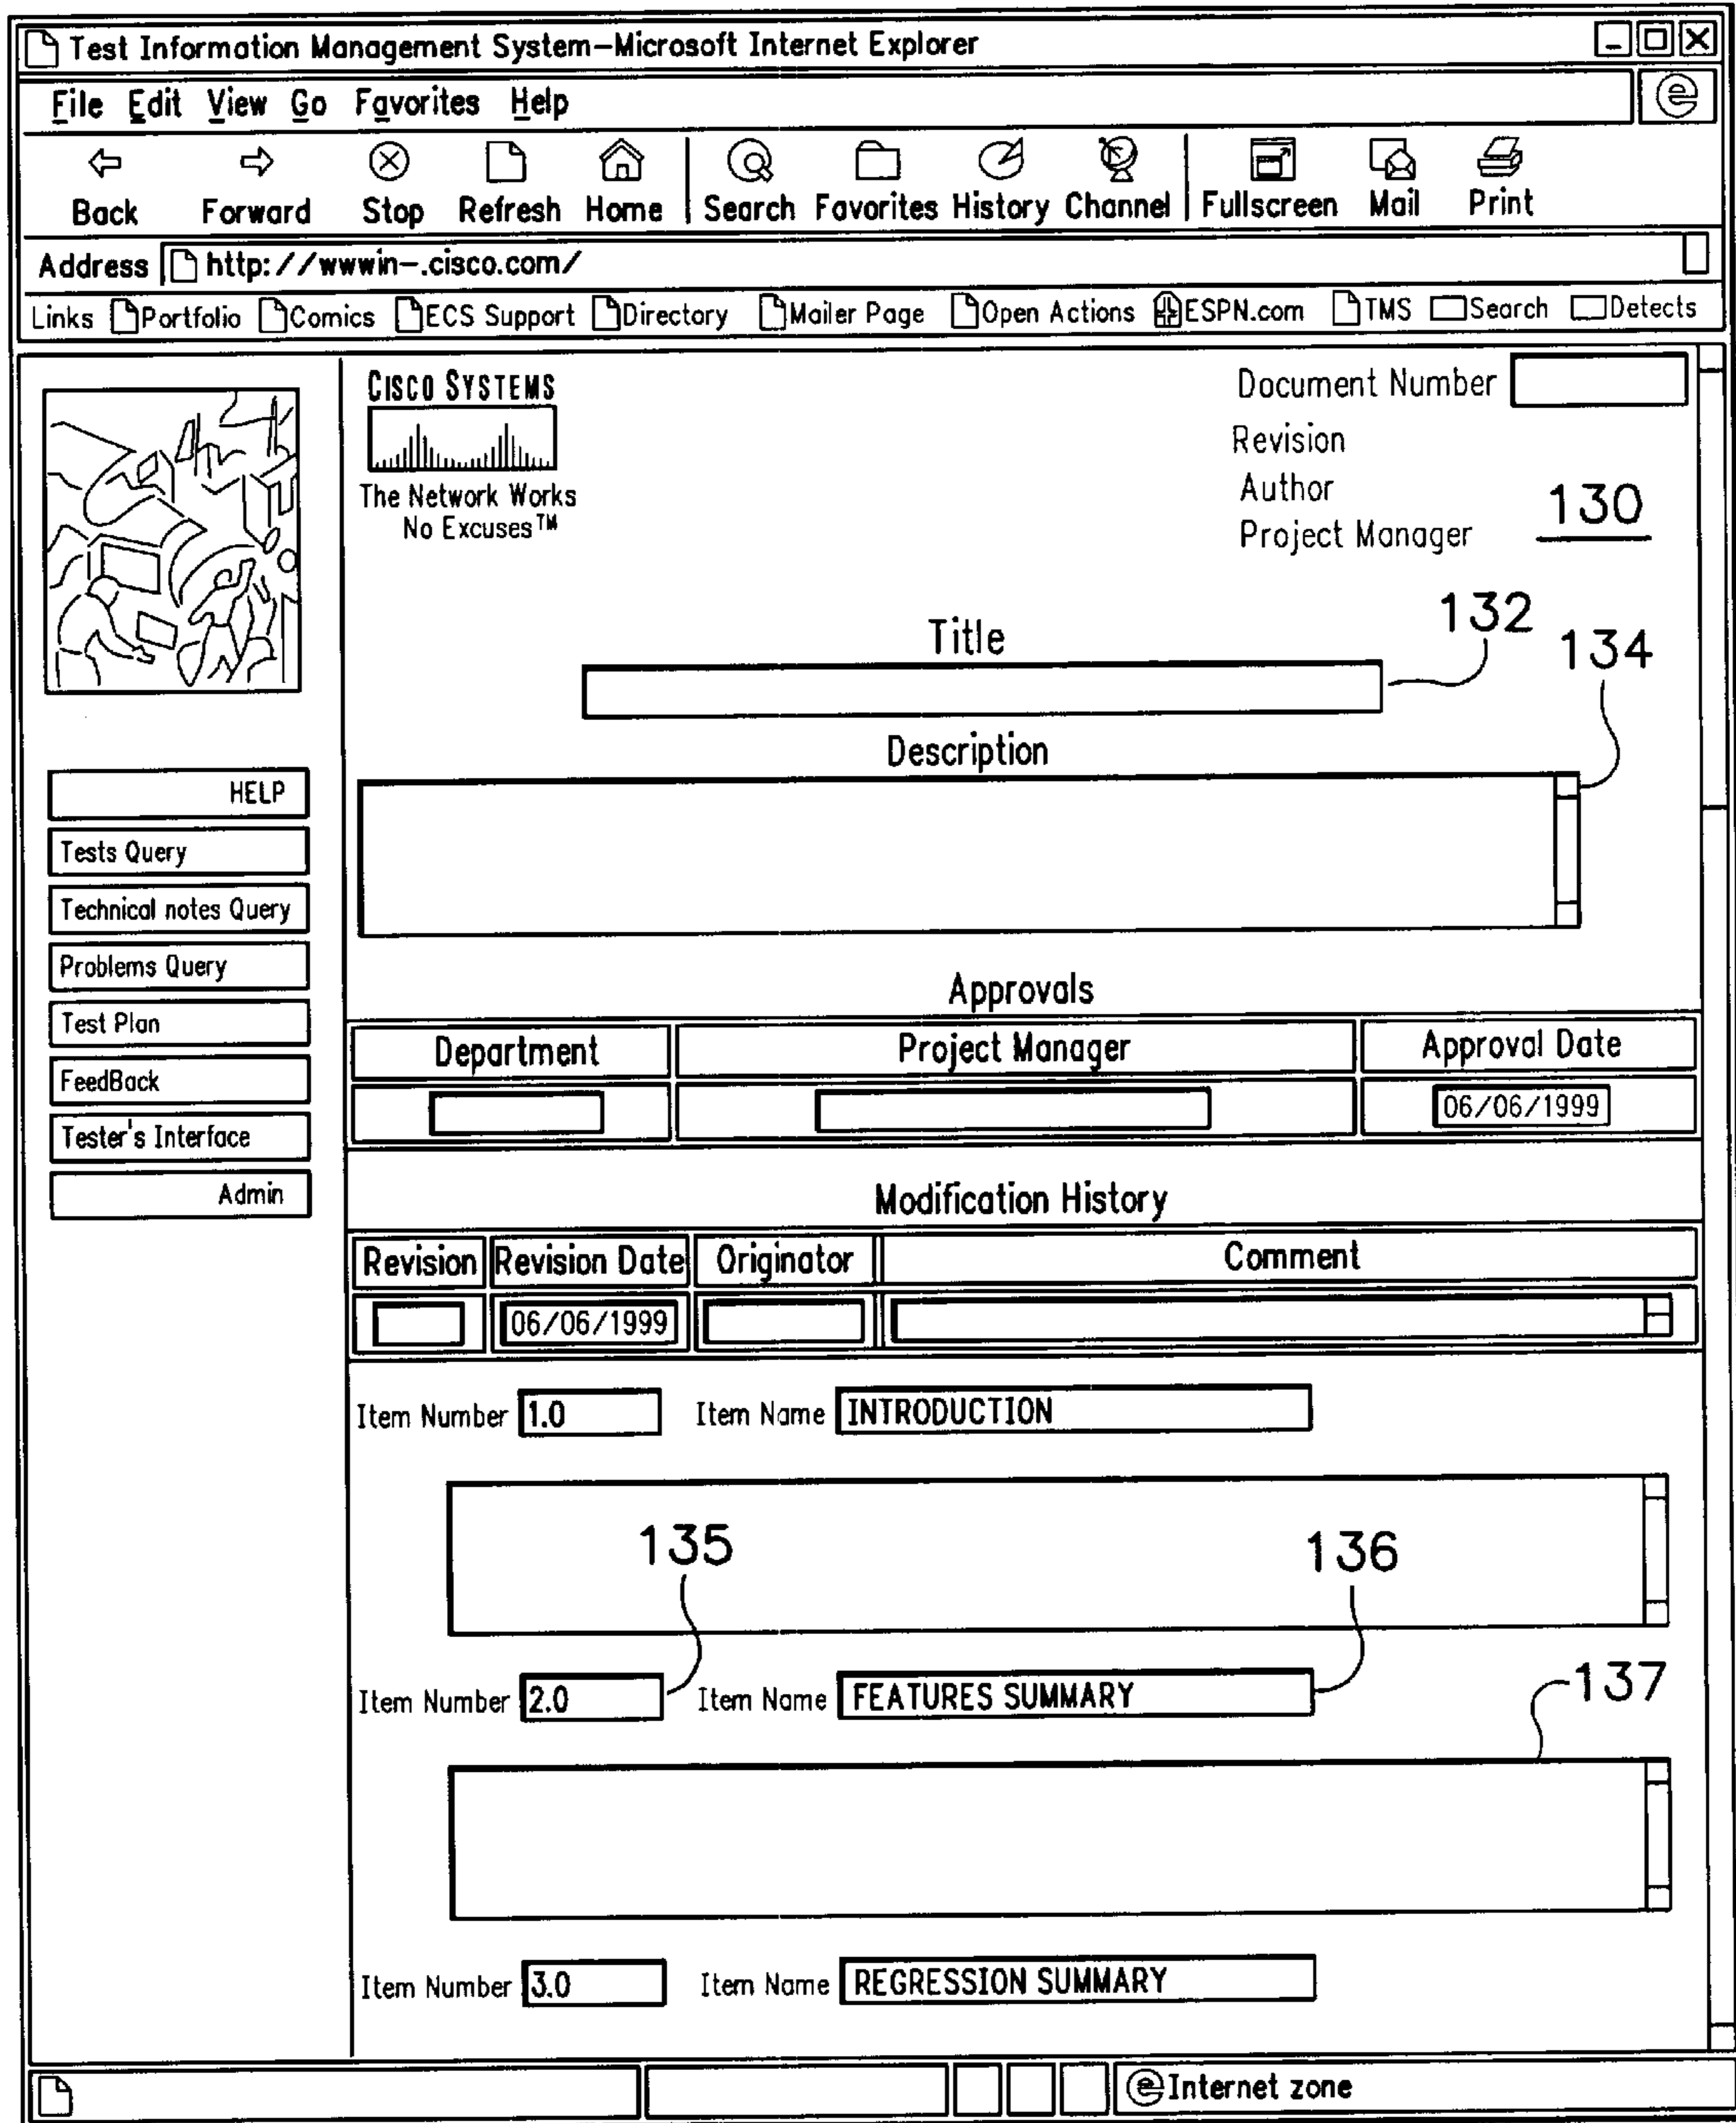 Test Information Management System-Microsoft Internet Explorer
File Edit View Go Favorites Help
Back Forward Stop Refresh Home Search Favorites History Channel Fullscreen Mail Print
Address http://wwwin-.cisco.com/
Links Portfolio Comics ECS Support Directory Mailer Page Open Actions ESPN.com TMS Search Detects
HELP
Tests Query
Technical notes Query
Problems Query
Test Plan
FeedBack
Tester's Interface
Admin
CISCO SYSTEMS
The Network Works
No Excuses™
Document Number
Revision
Author
Project Manager
130
Title
132
134
Description
Approvals
Department Project Manager Approval Date
06/06/1999
Modification History
Revision Revision Date Originator Comment
06/06/1999
Item Number 1.0 Item Name INTRODUCTION
135 136
Item Number 2.0 Item Name FEATURES SUMMARY
137
Item Number 3.0 Item Name REGRESSION SUMMARY
e Internet zone